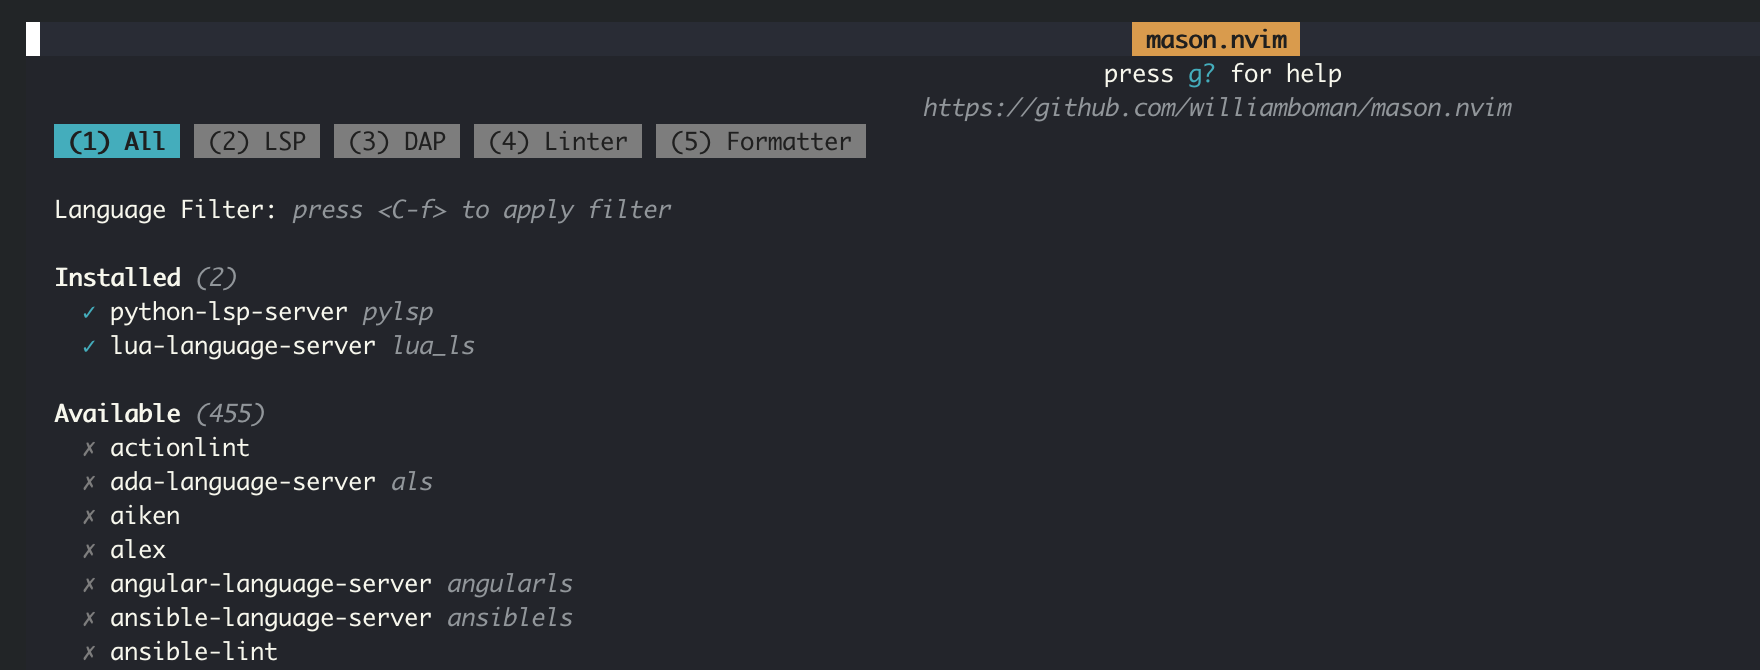 mason.nvim
press g? for help
https://github.com/williamboman/mason.nvim
(1) All (2) LSP (3) DAP (4) Linter (5) Formatter
Language Filter: press <C-f> to apply filter
Installed (2)
✓ python-lsp-server pylsp
✓ lua-language-server lua_ls
Available (455)
✗ actionlint
✗ ada-language-server als
✗ aiken
✗ alex
✗ angular-language-server angularls
✗ ansible-language-server ansiblels
✗ ansible-lint